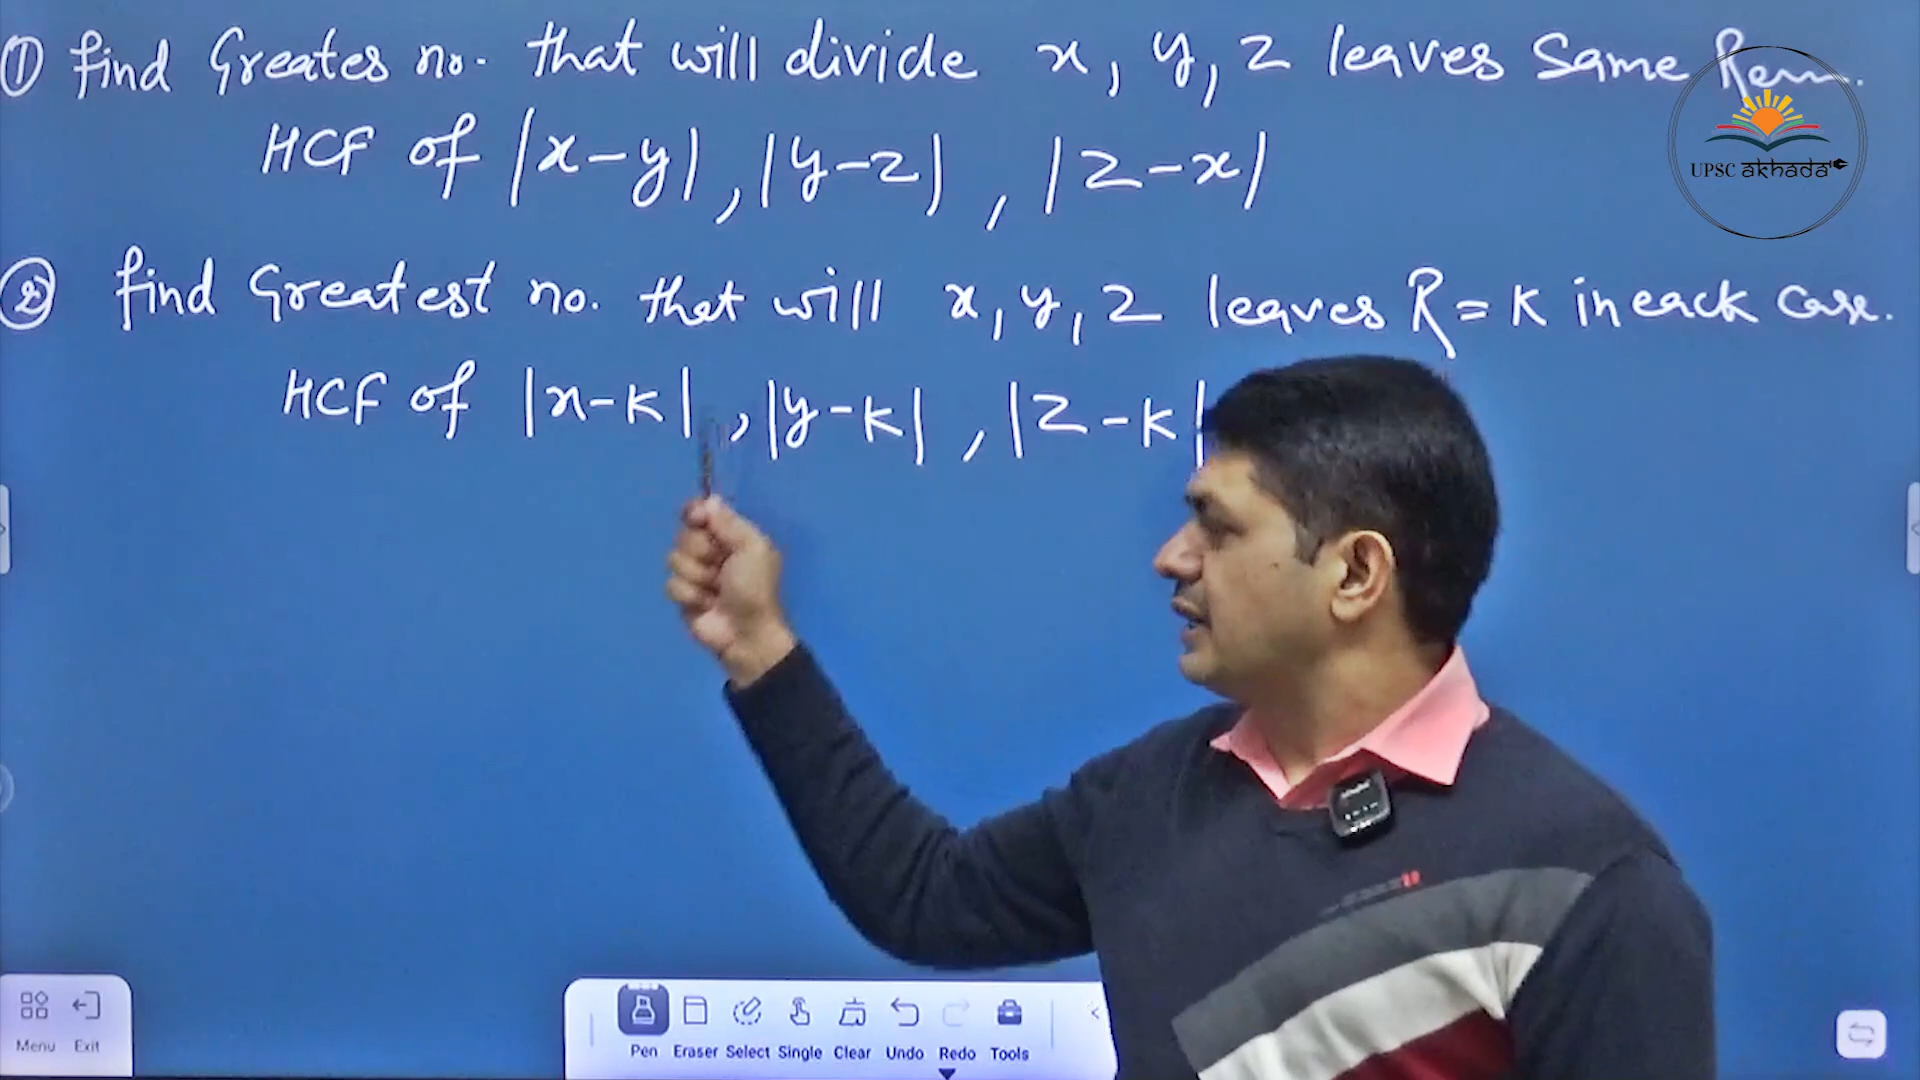 ① find Greates no. that will divide x, y, z leaves Same Rem.
HCF of |x-y|, |y-z|, |z-x|
UPSC akhada
② find Greatest no. that will x, y, z leaves R = K in each case.
HCF of |x-K|, |y-K|, |z-K|
Menu Exit
Pen Eraser Select Single Clear Undo Redo Tools